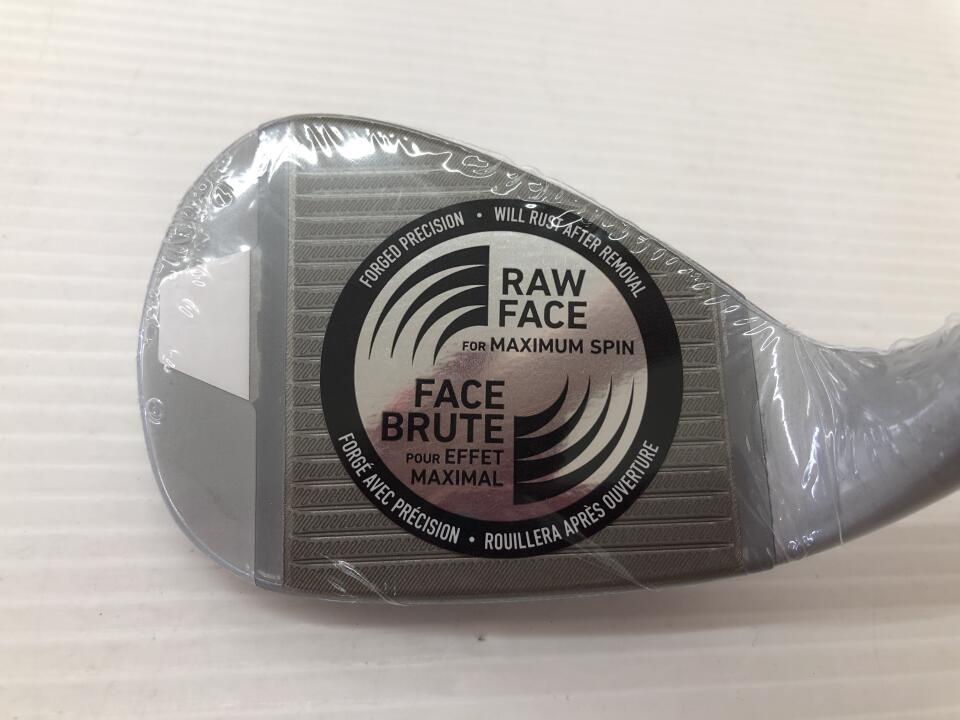 FORGED PRECISION • WILL RUST AFTER REMOVAL
RAW
FACE
FOR MAXIMUM SPIN
FACE
BRUTE
POUR EFFET
MAXIMAL
FORGÉ AVEC PRÉCISION • ROUILLERA APRÈS OUVERTURE